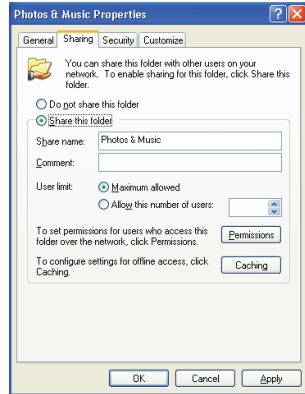 Photos & Music Properties
General Sharing Security Customize
You can share this folder with other users on your
network. To enable sharing for this folder, click Share this
folder.
Do not share this folder
Share this folder
Share name: Photos & Music
Comment:
User limit: Maximum allowed
Allow this number of users:
To set permissions for users who access this
folder over the network, click Permissions. Permissions
To configure settings for offline access, click
Caching. Caching
OK Cancel Apply